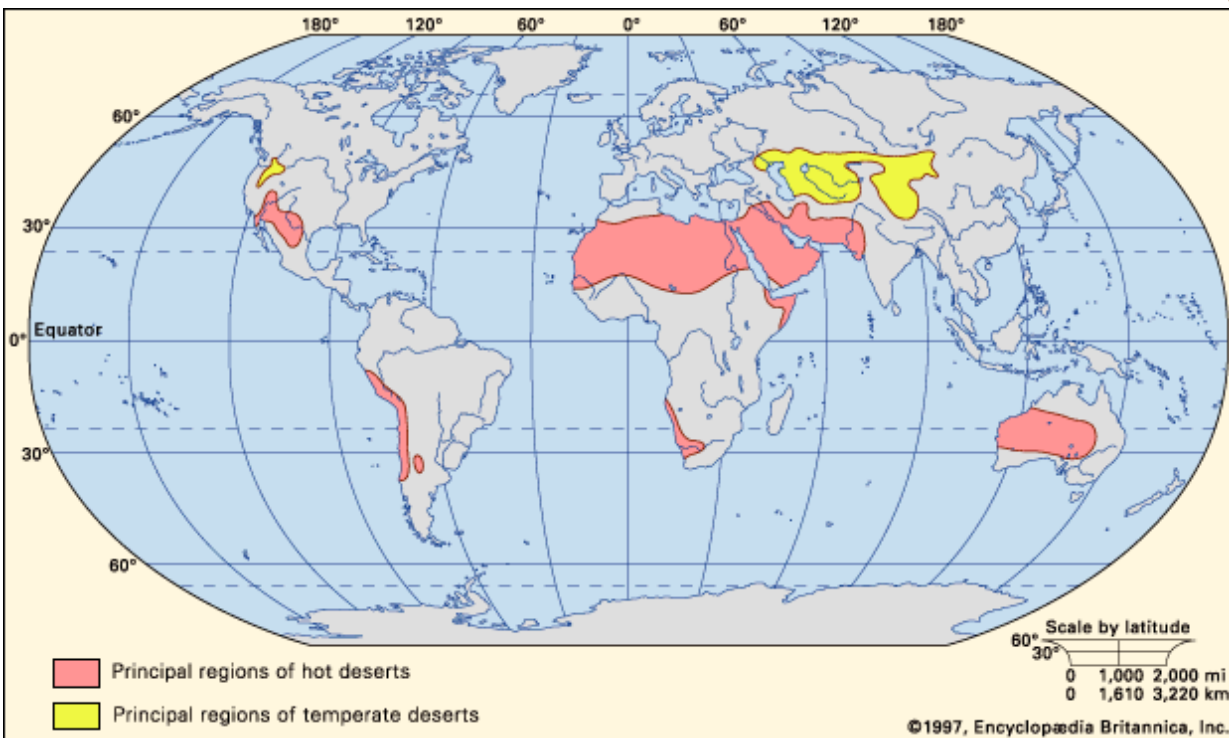 180° 120° 60° 0° 60° 120° 180°
60°
30°
Equator
0°
30°
60°
Scale by latitude
60°
30°
0 1,000 2,000 mi
0 1,610 3,220 km
Principal regions of hot deserts
Principal regions of temperate deserts
©1997, Encyclopædia Britannica, Inc.